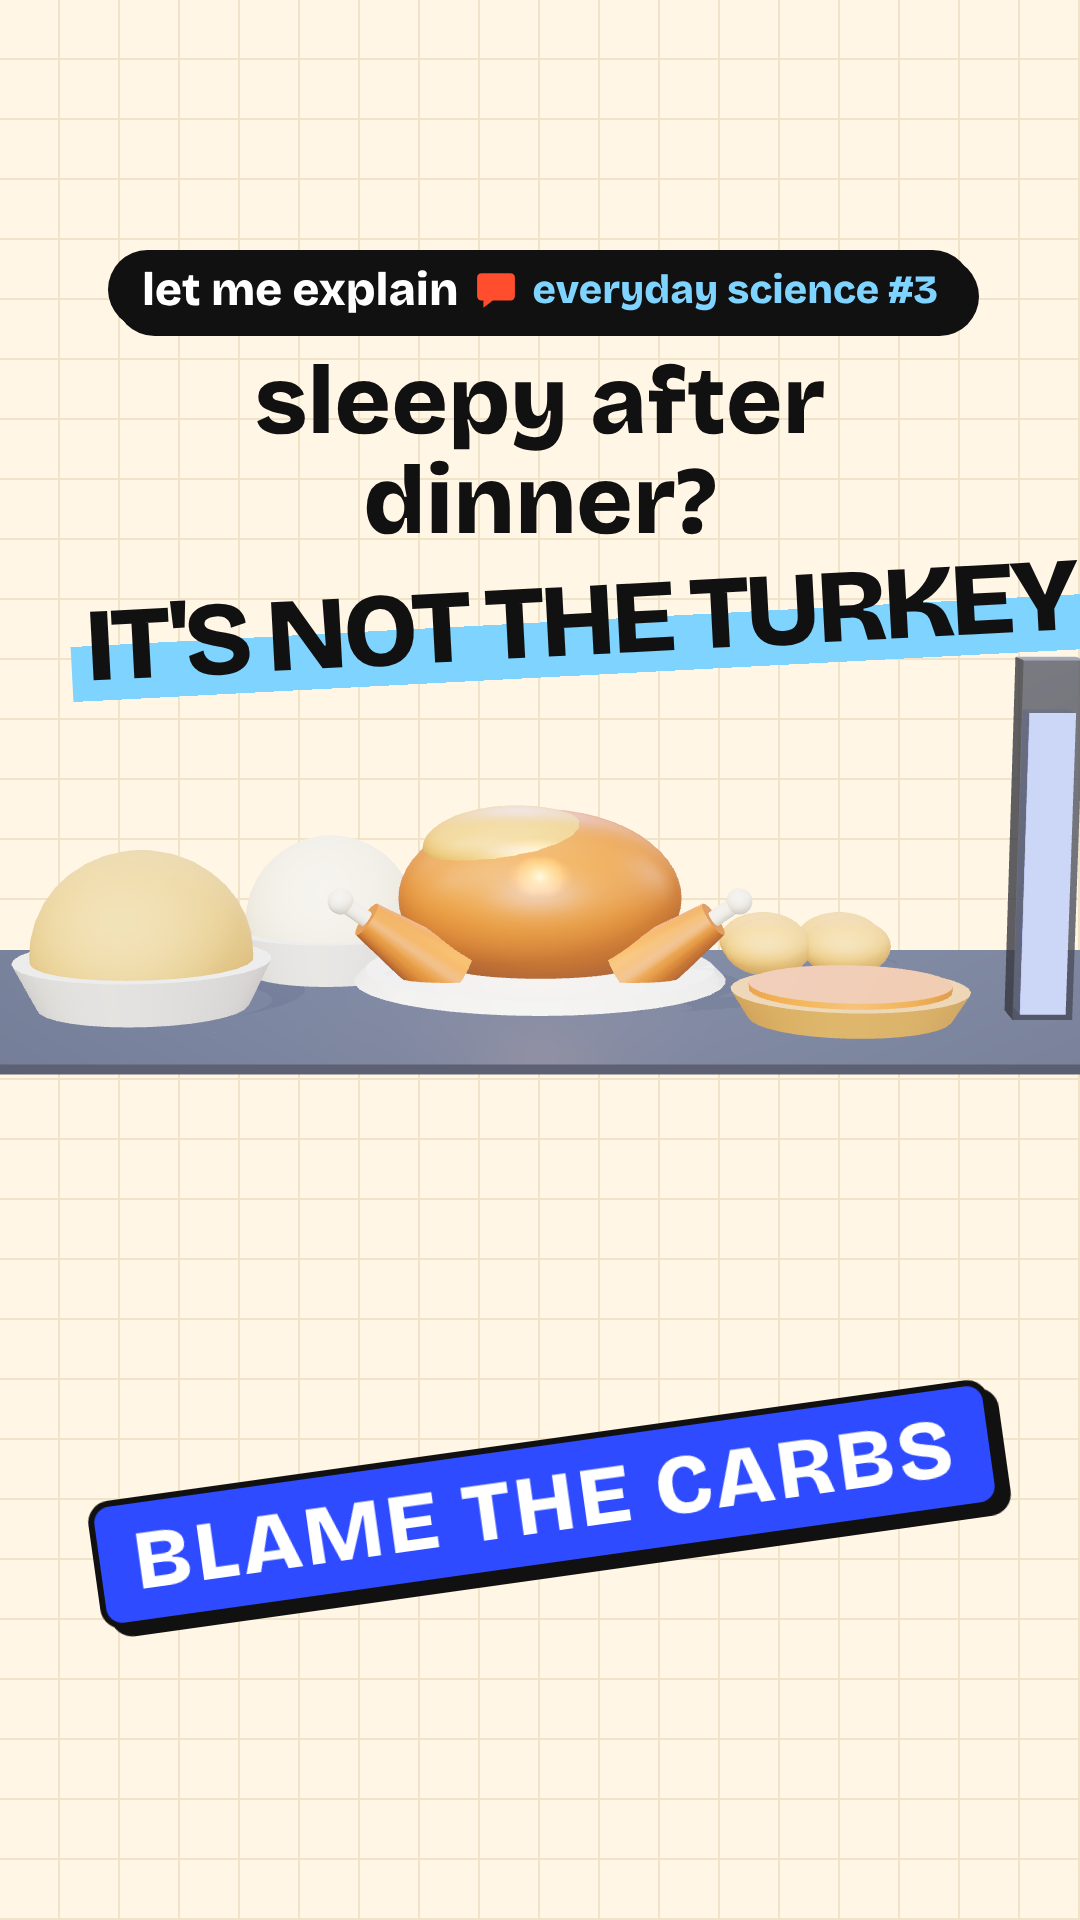 let me explain everyday science #3
sleepy after
dinner?
IT'S NOT THE TURKEY
BLAME THE CARBS